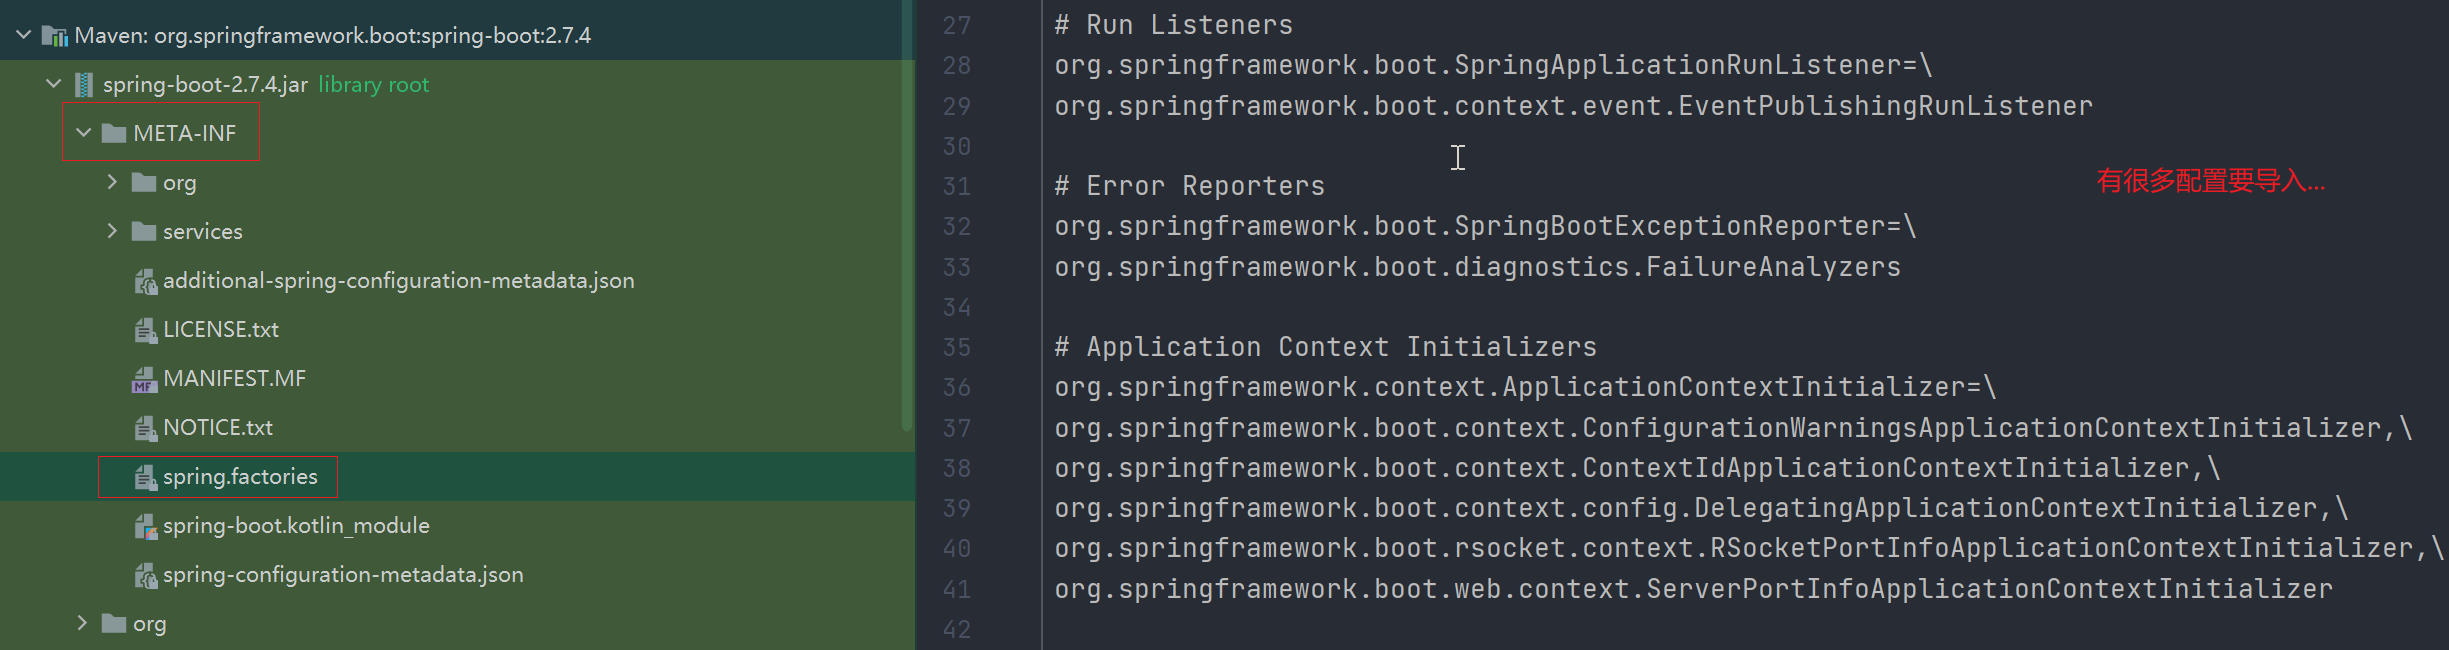 Maven: org.springframework.boot:spring-boot:2.7.4
spring-boot-2.7.4.jar library root
META-INF
org
services
additional-spring-configuration-metadata.json
LICENSE.txt
MF MANIFEST.MF
NOTICE.txt
spring.factories
spring-boot.kotlin_module
spring-configuration-metadata.json
org
27 # Run Listeners
28 org.springframework.boot.SpringApplicationRunListener=\
29 org.springframework.boot.context.event.EventPublishingRunListener
30
31 # Error Reporters
32 org.springframework.boot.SpringBootExceptionReporter=\
33 org.springframework.boot.diagnostics.FailureAnalyzers
34
35 # Application Context Initializers
36 org.springframework.context.ApplicationContextInitializer=\
37 org.springframework.boot.context.ConfigurationWarningsApplicationContextInitializer,\
38 org.springframework.boot.context.ContextIdApplicationContextInitializer,\
39 org.springframework.boot.context.config.DelegatingApplicationContextInitializer,\
40 org.springframework.boot.rsocket.context.RSocketPortInfoApplicationContextInitializer,\
41 org.springframework.boot.web.context.ServerPortInfoApplicationContextInitializer
42
有很多配置要导入...